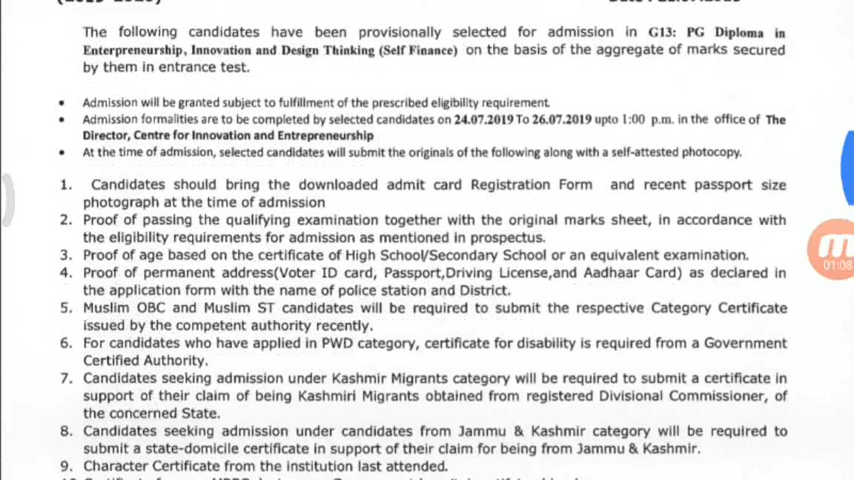 The following candidates have been provisionally selected for admission in G13: PG Diploma in
Enterpreneurship, Innovation and Design Thinking (Self Finance) on the basis of the aggregate of marks secured
by them in entrance test.
• Admission will be granted subject to fulfillment of the prescribed eligibility requirement.
• Admission formalities are to be completed by selected candidates on 24.07.2019 To 26.07.2019 upto 1:00 p.m. in the office of The
Director, Centre for Innovation and Entrepreneurship
• At the time of admission, selected candidates will submit the originals of the following along with a self-attested photocopy.
1. Candidates should bring the downloaded admit card Registration Form and recent passport size
photograph at the time of admission
2. Proof of passing the qualifying examination together with the original marks sheet, in accordance with
the eligibility requirements for admission as mentioned in prospectus.
3. Proof of age based on the certificate of High School/Secondary School or an equivalent examination.
4. Proof of permanent address(Voter ID card, Passport,Driving License,and Aadhaar Card) as declared in
the application form with the name of police station and District.
5. Muslim OBC and Muslim ST candidates will be required to submit the respective Category Certificate
issued by the competent authority recently.
6. For candidates who have applied in PWD category, certificate for disability is required from a Government
Certified Authority.
7. Candidates seeking admission under Kashmir Migrants category will be required to submit a certificate in
support of their claim of being Kashmiri Migrants obtained from registered Divisional Commissioner, of
the concerned State.
8. Candidates seeking admission under candidates from Jammu & Kashmir category will be required to
submit a state-domicile certificate in support of their claim for being from Jammu & Kashmir.
9. Character Certificate from the institution last attended.
01:08